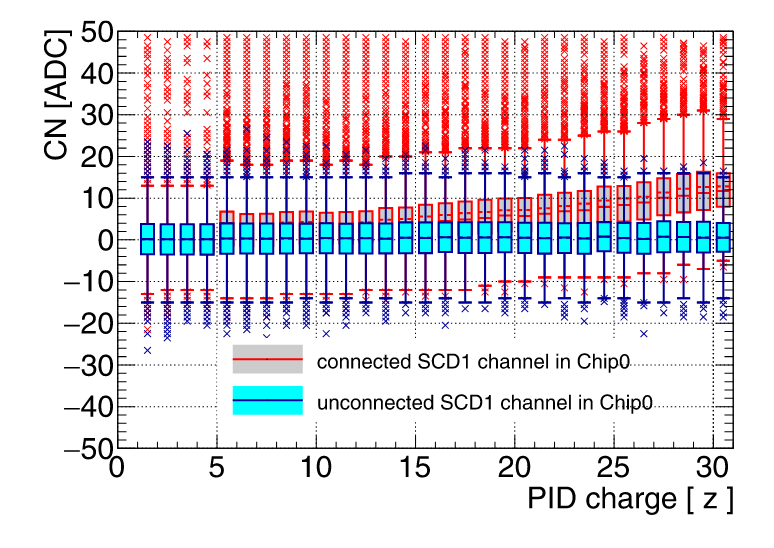 CN [ADC]
50
40
30
20
10
0
−10
−20
−30
−40
−50
connected SCD1 channel in Chip0
unconnected SCD1 channel in Chip0
0 5 10 15 20 25 30
PID charge [ z ]